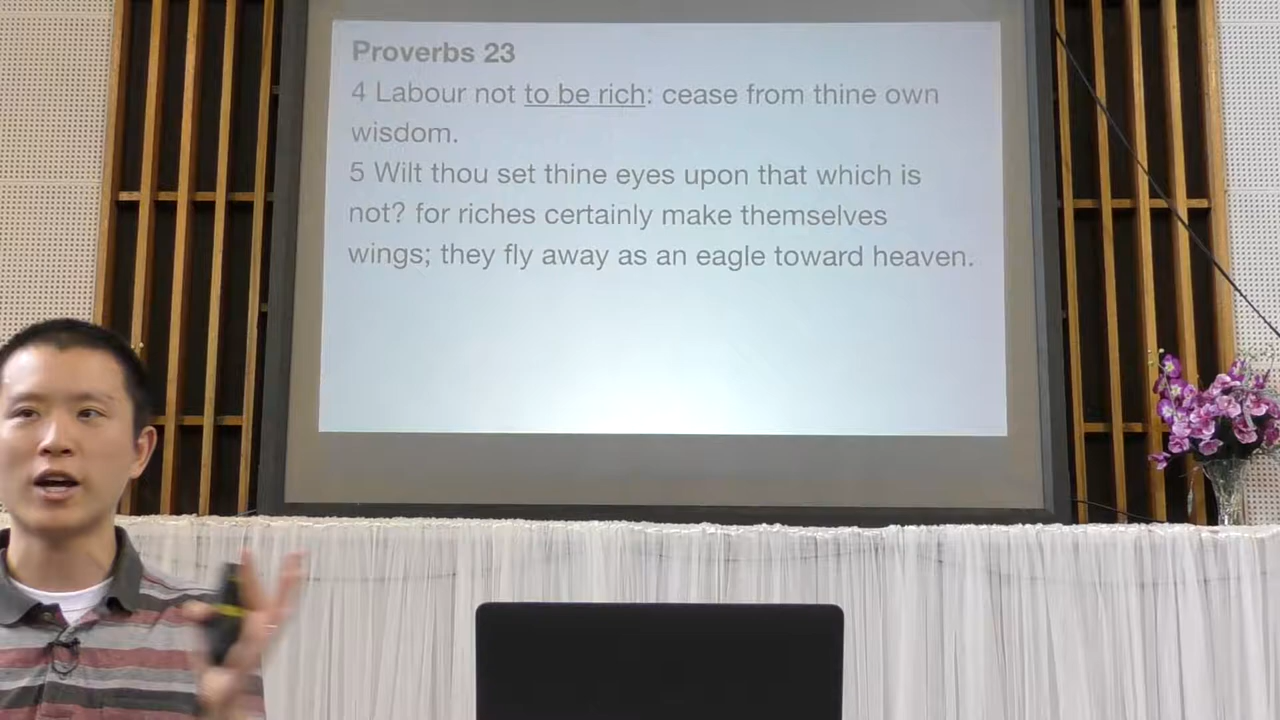 Proverbs 23
4 Labour not to be rich: cease from thine own
wisdom.
5 Wilt thou set thine eyes upon that which is
not? for riches certainly make themselves
wings; they fly away as an eagle toward heaven.